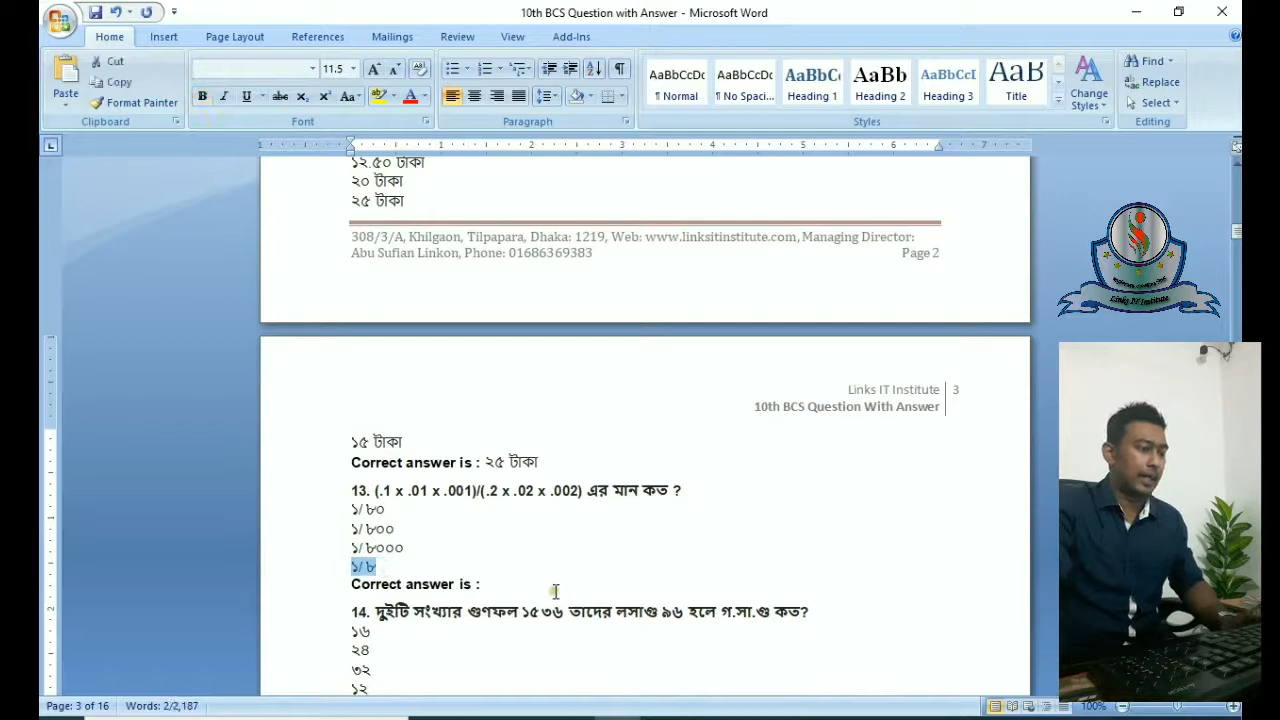 10th BCS Question with Answer - Microsoft Word
Home Insert Page Layout References Mailings Review View Add-Ins
Cut
Copy
Format Painter
Paste
Clipboard
11.5
Font
Paragraph
AaBbCcDc AaBbCcDc AaBbC AaBb AaBbCcI AaB
¶ Normal ¶ No Spaci... Heading 1 Heading 2 Heading 3 Title
Change Styles
Styles
Find
Replace
Select
Editing
১২.৫০ টাকা
২০ টাকা
২৫ টাকা
308/3/A, Khilgaon, Tilpapara, Dhaka: 1219, Web: www.linksitinstitute.com, Managing Director:
Abu Sufian Linkon, Phone: 01686369383 Page 2
Links IT Institute 3
10th BCS Question With Answer
১৫ টাকা
Correct answer is : ২৫ টাকা
13. (.1 x .01 x .001)/(.2 x .02 x .002) এর মান কত ?
১/ ৮০
১/ ৮০০
১/ ৮০০০
১/ ৮
Correct answer is :
14. দুইটি সংখ্যার গুণফল ১৫৩৬ তাদের লসাগু ৯৬ হলে গ.সা.গু কত?
১৬
২৪
৩২
১২
Links IT Institute
Page: 3 of 16 Words: 2/2,187 100%